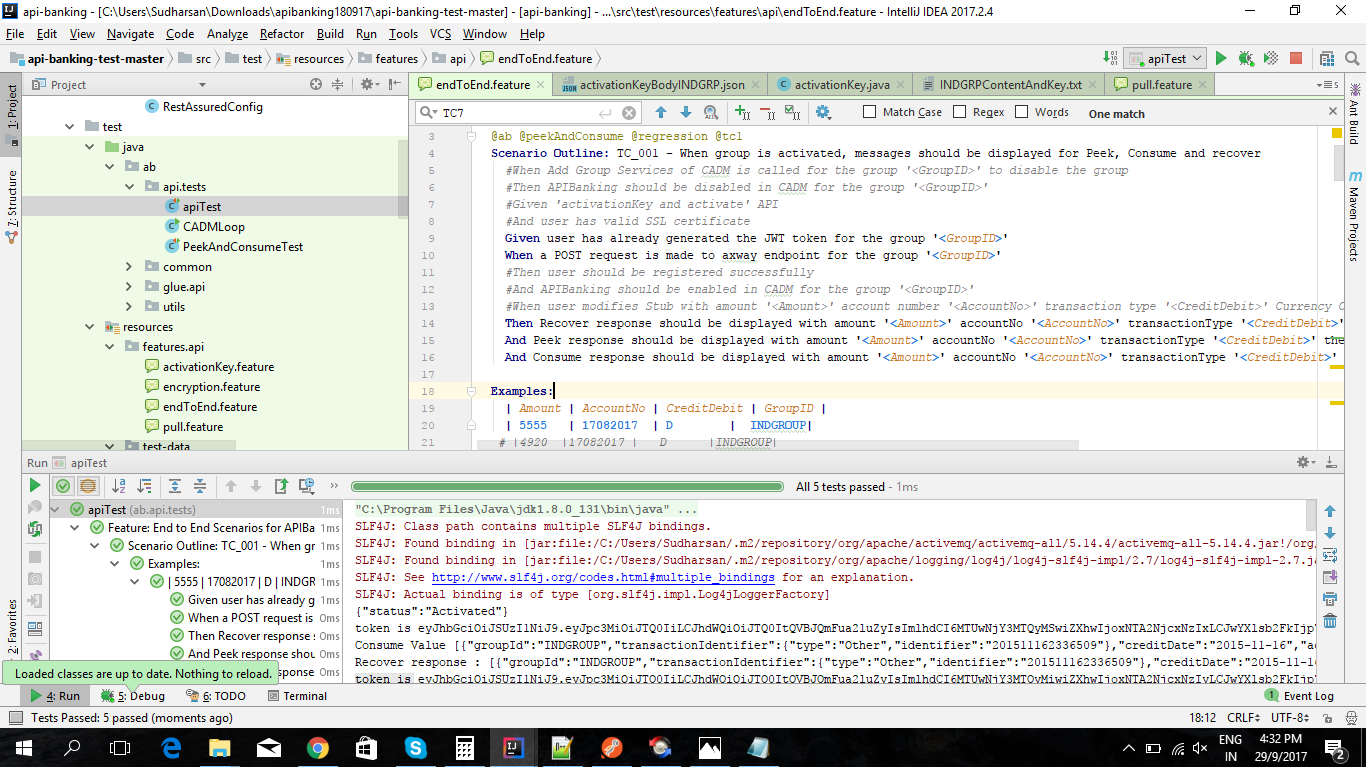 api-banking - [C:\Users\Sudharsan\Downloads\apibanking180917\api-banking-test-master] - [api-banking] - ...\src\test\resources\features\api\endToEnd.feature - IntelliJ IDEA 2017.2.4
File Edit View Navigate Code Analyze Refactor Build Run Tools VCS Window Help
api-banking-test-master src test resources features api endToEnd.feature apiTest
Project
endToEnd.feature activationKeyBodyINDGRP.json activationKey.java INDGRPContentAndKey.txt pull.feature
TC7 Match Case Regex Words One match
1: Project
7: Structure
2: Favorites
Ant Build
Maven Projects
RestAssuredConfig
test
java
ab
api.tests
apiTest
CADMLoop
PeekAndConsumeTest
common
glue.api
utils
resources
features.api
activationKey.feature
encryption.feature
endToEnd.feature
pull.feature
test-data
3 @ab @peekAndConsume @regression @tcl
4 Scenario Outline: TC_001 - When group is activated, messages should be displayed for Peek, Consume and recover
5 #When Add Group Services of CADM is called for the group '<GroupID>' to disable the group
6 #Then APIBanking should be disabled in CADM for the group '<GroupID>'
7 #Given 'activationKey and activate' API
8 #And user has valid SSL certificate
9 Given user has already generated the JWT token for the group '<GroupID>'
10 When a POST request is made to axway endpoint for the group '<GroupID>'
11 #Then user should be registered successfully
12 #And APIBanking should be enabled in CADM for the group '<GroupID>'
13 #When user modifies Stub with amount '<Amount>' account number '<AccountNo>' transaction type '<CreditDebit>' Currency C
14 Then Recover response should be displayed with amount '<Amount>' accountNo '<AccountNo>' transactionType '<CreditDebit>'
15 And Peek response should be displayed with amount '<Amount>' accountNo '<AccountNo>' transactionType '<CreditDebit>' the
16 And Consume response should be displayed with amount '<Amount>' accountNo '<AccountNo>' transactionType '<CreditDebit>'
17
18 Examples:
19 | Amount | AccountNo | CreditDebit | GroupID |
20 | 5555 | 17082017 | D | INDGROUP|
21 # |4920 |17082017 | D |INDGROUP|
Run apiTest
All 5 tests passed - 1ms
apiTest (ab.api.tests) 1ms
Feature: End to End Scenarios for APIBa 1ms
Scenario Outline: TC_001 - When gr 1ms
Examples: 1ms
| 5555 | 17082017 | D | INDGR 1ms
Given user has already g 1ms
When a POST request is 0ms
Then Recover response s 0ms
And Peek response shou 0ms
sponse 0ms
"C:\Program Files\Java\jdk1.8.0_131\bin\java" ...
SLF4J: Class path contains multiple SLF4J bindings.
SLF4J: Found binding in [jar:file:/C:/Users/Sudharsan/.m2/repository/org/apache/activemq/activemq-all/5.14.4/activemq-all-5.14.4.jar!/org/
SLF4J: Found binding in [jar:file:/C:/Users/Sudharsan/.m2/repository/org/apache/logging/log4j/log4j-slf4j-impl/2.7/log4j-slf4j-impl-2.7.ja
SLF4J: See http://www.slf4j.org/codes.html#multiple_bindings for an explanation.
SLF4J: Actual binding is of type [org.slf4j.impl.Log4jLoggerFactory]
{"status":"Activated"}
token is
Consume Value [{"groupId":"INDGROUP","transactionIdentifier":{"type":"Other","identifier":"201511162336509"},"creditDate":"2015-11-16","ac
Recover response : [{"groupId":"INDGROUP","transactionIdentifier":{"type":"Other","identifier":"201511162336509"},"creditDate":"2015-11-16
token is
Loaded classes are up to date. Nothing to reload.
4: Run 5: Debug 6: TODO Terminal 1 Event Log
Tests Passed: 5 passed (moments ago) 18:12 CRLF UTF-8
ENG
IN
4:32 PM
29/9/2017
2